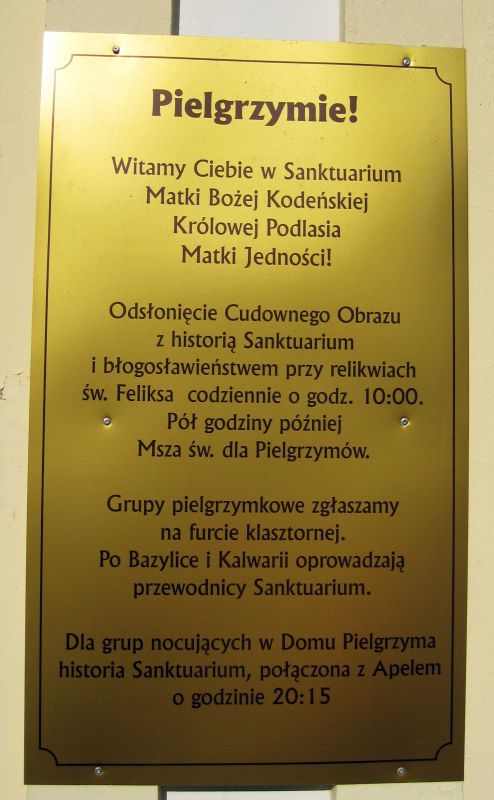 Pielgrzymie!
Witamy Ciebie w Sanktuarium
Matki Bożej Kodeńskiej
Królowej Podlasia
Matki Jedności!
Odsłonięcie Cudownego Obrazu
z historią Sanktuarium
i błogosławieństwem przy relikwiach
św. Feliksa codziennie o godz. 10:00.
Pół godziny później
Msza św. dla Pielgrzymów.
Grupy pielgrzymkowe zgłaszamy
na furcie klasztornej.
Po Bazylice i Kalwarii oprowadzają
przewodnicy Sanktuarium.
Dla grup nocujących w Domu Pielgrzyma
historia Sanktuarium, połączona z Apelem
o godzinie 20:15